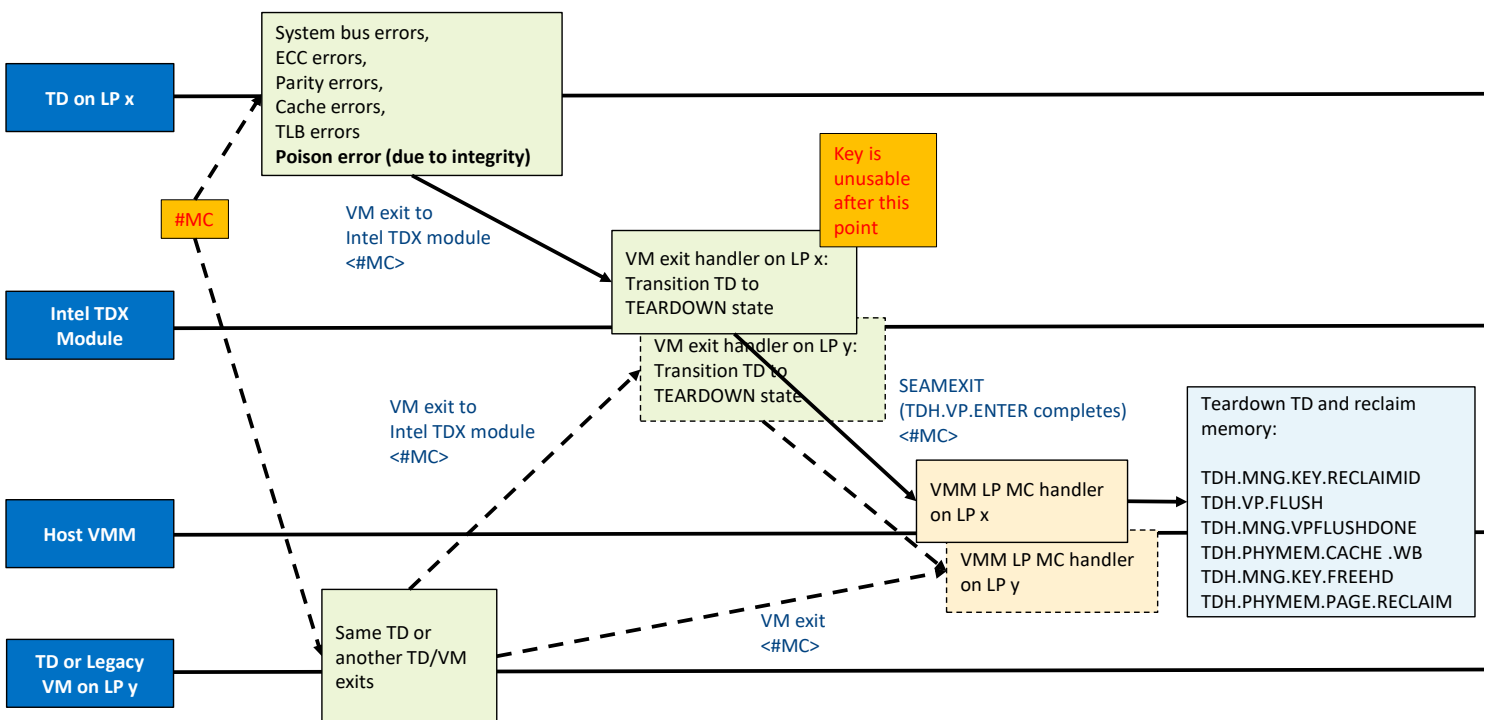 System bus errors,
ECC errors,
Parity errors,
Cache errors,
TLB errors
Poison error (due to integrity)
TD on LP x
Key is
unusable
after this
point
#MC
VM exit to
Intel TDX module
<#MC>
VM exit handler on LP x:
Transition TD to
TEARDOWN state
Intel TDX
Module
VM exit handler on LP y:
Transition TD to
TEARDOWN state
VM exit to
Intel TDX module
<#MC>
SEAMEXIT
(TDH.VP.ENTER completes)
<#MC>
Teardown TD and reclaim
memory:
TDH.MNG.KEY.RECLAIMID
TDH.VP.FLUSH
TDH.MNG.VPFLUSHDONE
TDH.PHYMEM.CACHE .WB
TDH.MNG.KEY.FREEHD
TDH.PHYMEM.PAGE.RECLAIM
VMM LP MC handler
on LP x
Host VMM
VMM LP MC handler
on LP y
VM exit
<#MC>
Same TD or
another TD/VM
exits
TD or Legacy
VM on LP y